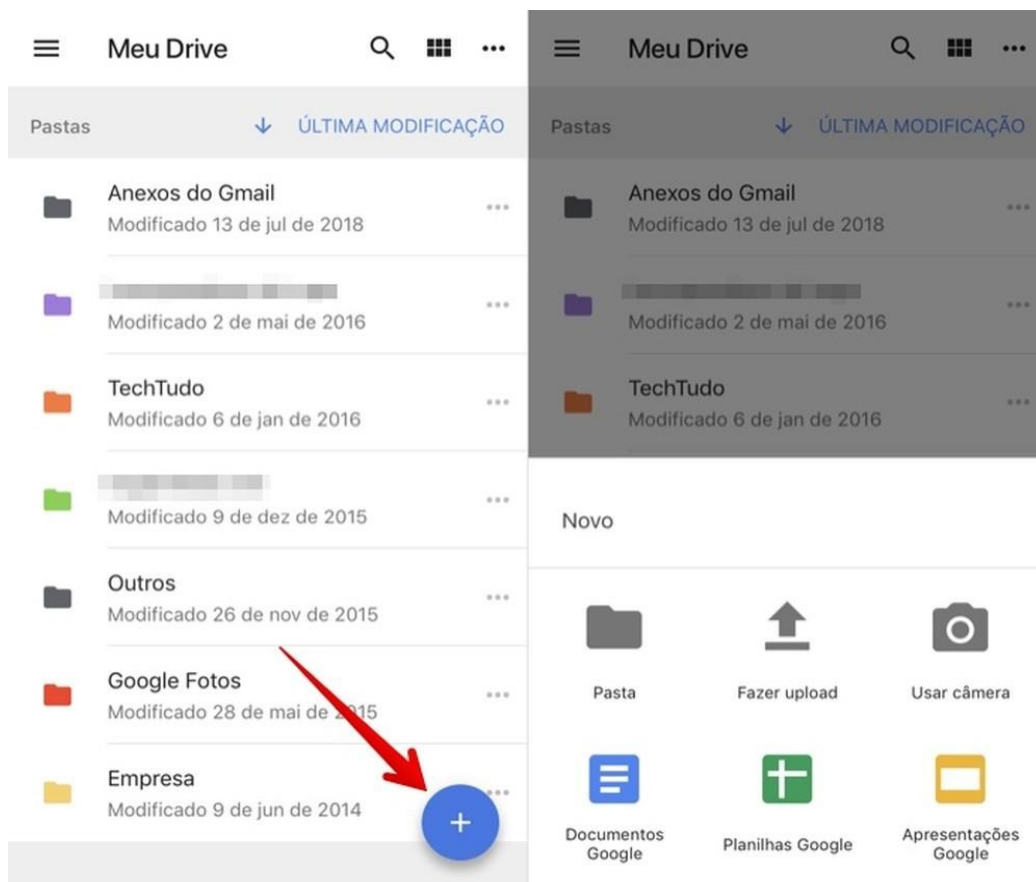 Meu Drive
Pastas
ÚLTIMA MODIFICAÇÃO
Anexos do Gmail
Modificado 13 de jul de 2018
Modificado 2 de mai de 2016
TechTudo
Modificado 6 de jan de 2016
Modificado 9 de dez de 2015
Outros
Modificado 26 de nov de 2015
Google Fotos
Modificado 28 de mai de 2015
Empresa
Modificado 9 de jun de 2014
Meu Drive
Pastas
ÚLTIMA MODIFICAÇÃO
Anexos do Gmail
Modificado 13 de jul de 2018
Modificado 2 de mai de 2016
TechTudo
Modificado 6 de jan de 2016
Novo
Pasta
Fazer upload
Usar câmera
Documentos
Google
Planilhas Google
Apresentações
Google